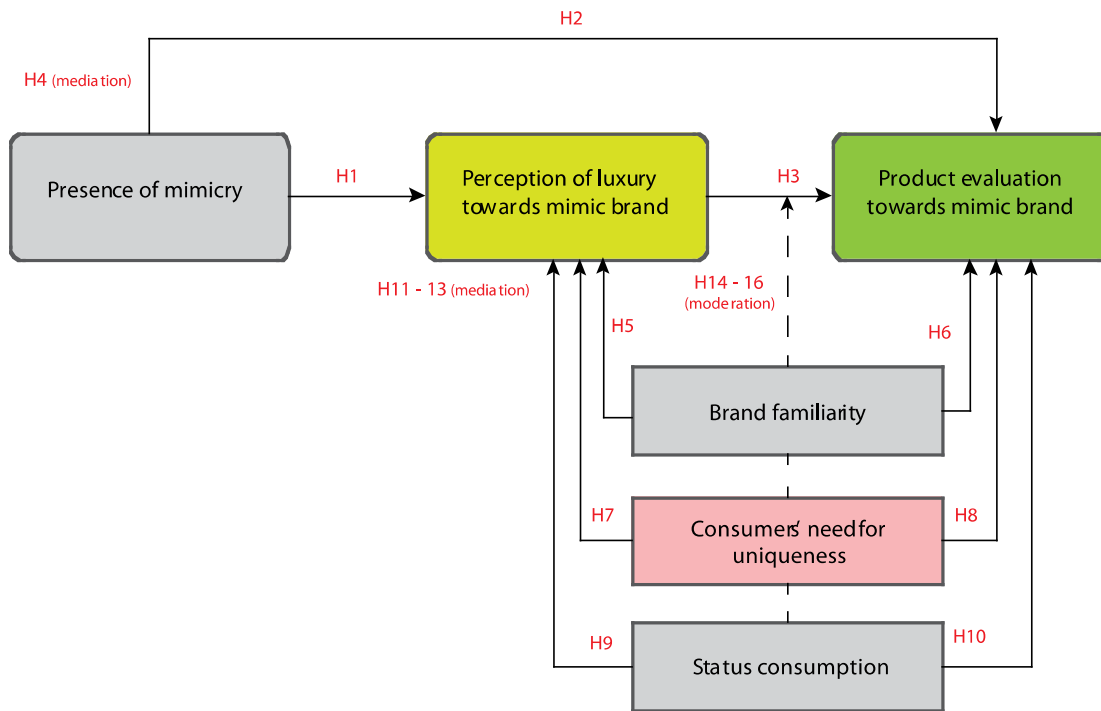 H2
H4 (mediation)
Presence of mimicry
H1
Perception of luxury
towards mimic brand
H3
Product evaluation
towards mimic brand
H11 - 13 (mediation)
H14 - 16
(moderation)
H5
H6
Brand familiarity
H7
Consumers' need for
uniqueness
H8
H9
Status consumption
H10